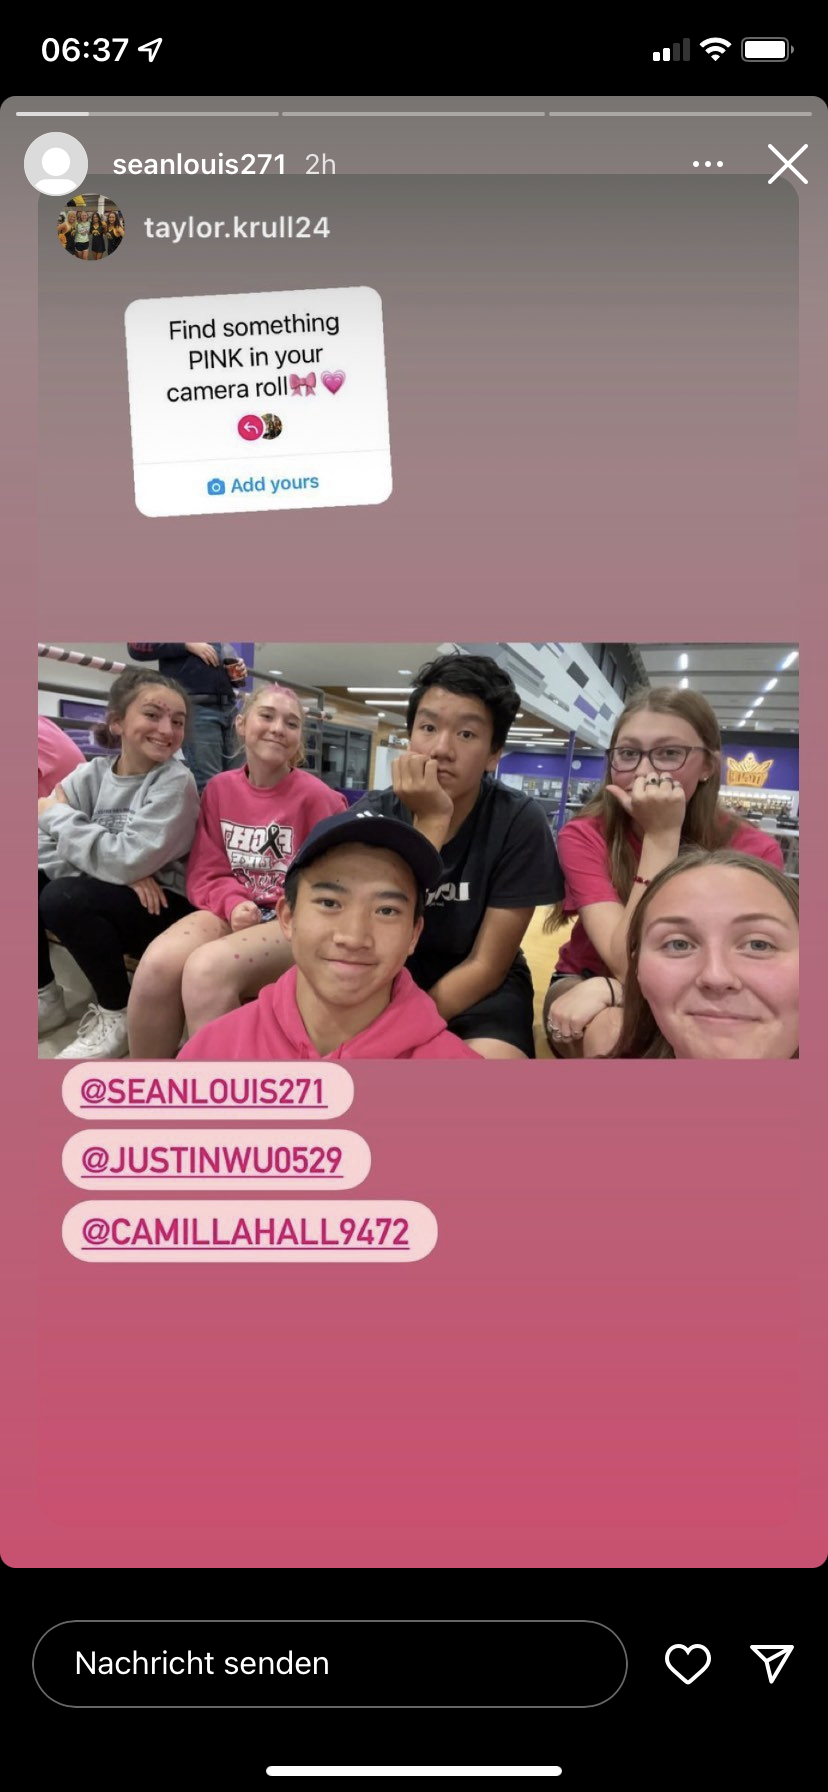 06:37
seanlouis271 2h
taylor.krull24
Find something
PINK in your
camera roll🎀💗
Add yours
@SEANLOUIS271
@JUSTINWU0529
@CAMILLAHALL9472
Nachricht senden